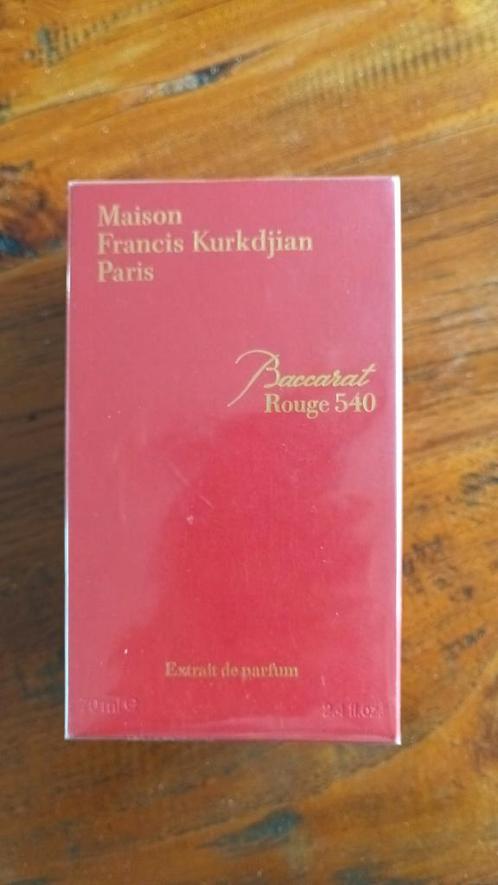 Maison
Francis Kurkdjian
Paris
Baccarat
Rouge 540
Extrait de parfum
70 ml ℮ 2.4 fl.oz.